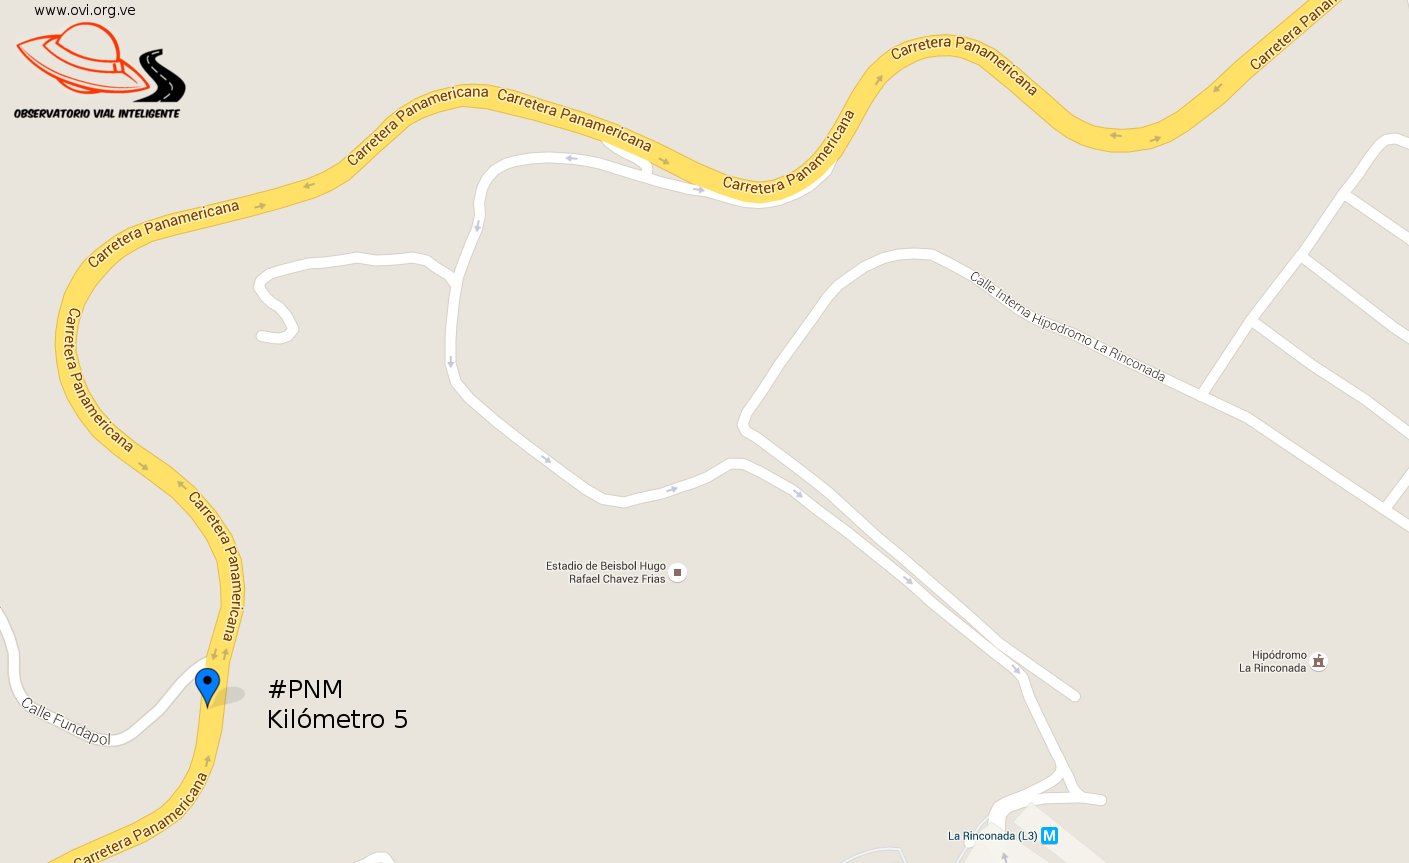 www.ovi.org.ve
OBSERVATORIO VIAL INTELIGENTE
Carretera Panamericana
Carretera Panamericana
Carretera Panamericana
Carretera Panamericana
Carretera Panamericana
Carretera Panam
Carretera Panamericana
Carretera Panamericana
Carretera Panamericana
Carretera Panamericana
Calle Interna Hipodromo La Rinconada
Estadio de Beisbol Hugo
Rafael Chavez Frias
Hipódromo
La Rinconada
#PNM
Kilómetro 5
Calle Fundapol
La Rinconada (L3) M